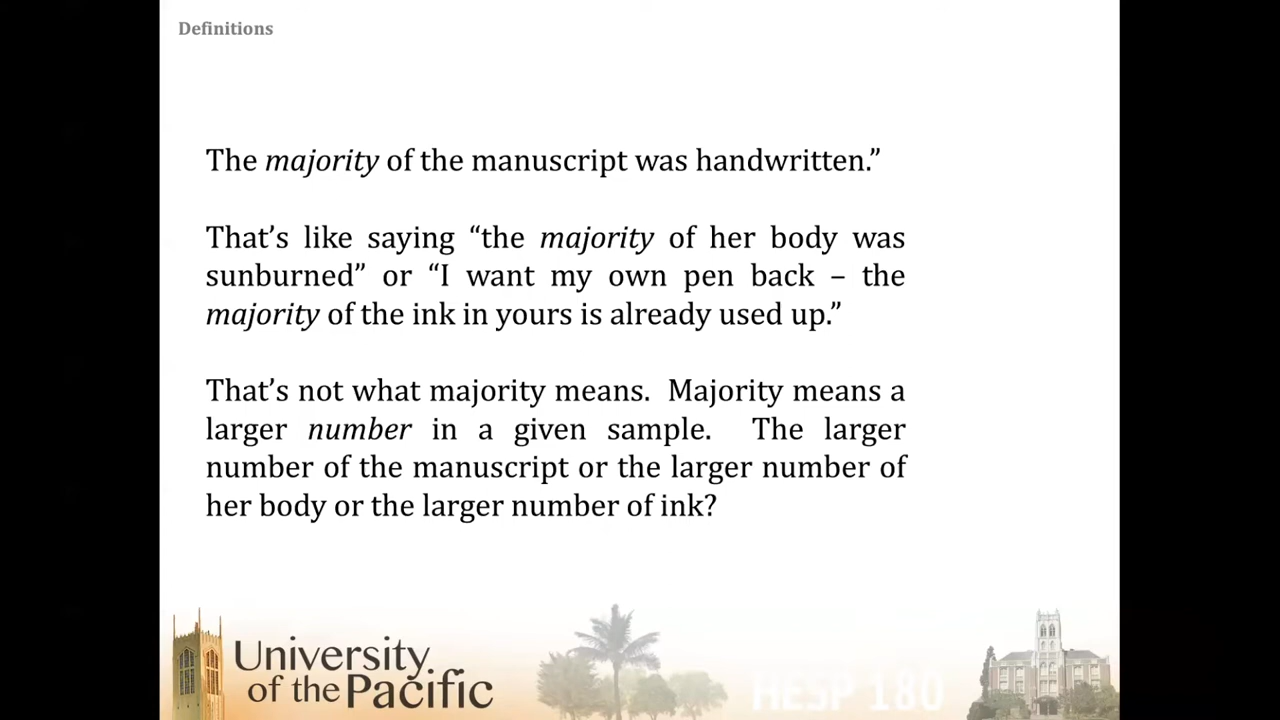 Definitions
The majority of the manuscript was handwritten.”
That’s like saying “the majority of her body was
sunburned” or “I want my own pen back – the
majority of the ink in yours is already used up.”
That’s not what majority means.  Majority means a
larger number in a given sample.  The larger
number of the manuscript or the larger number of
her body or the larger number of ink?
University
of the Pacific
HESP 180